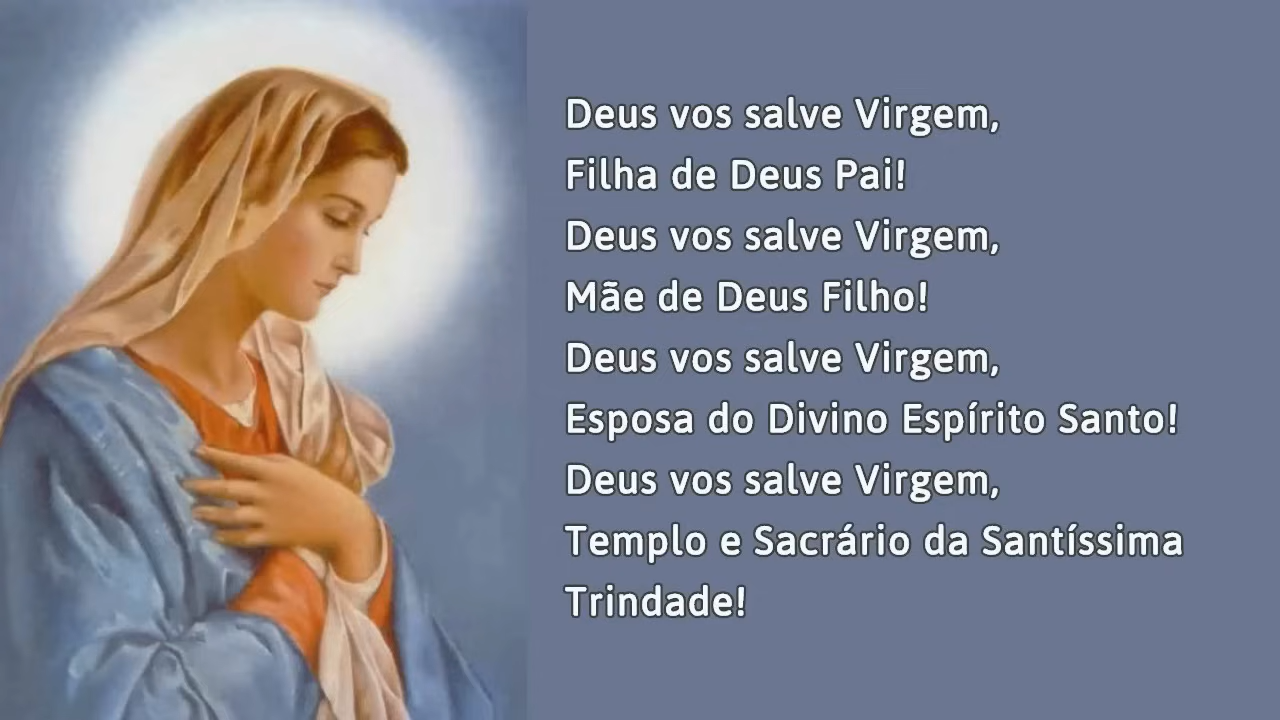 Deus vos salve Virgem,
Filha de Deus Pai!
Deus vos salve Virgem,
Mãe de Deus Filho!
Deus vos salve Virgem,
Esposa do Divino Espírito Santo!
Deus vos salve Virgem,
Templo e Sacrário da Santíssima
Trindade!